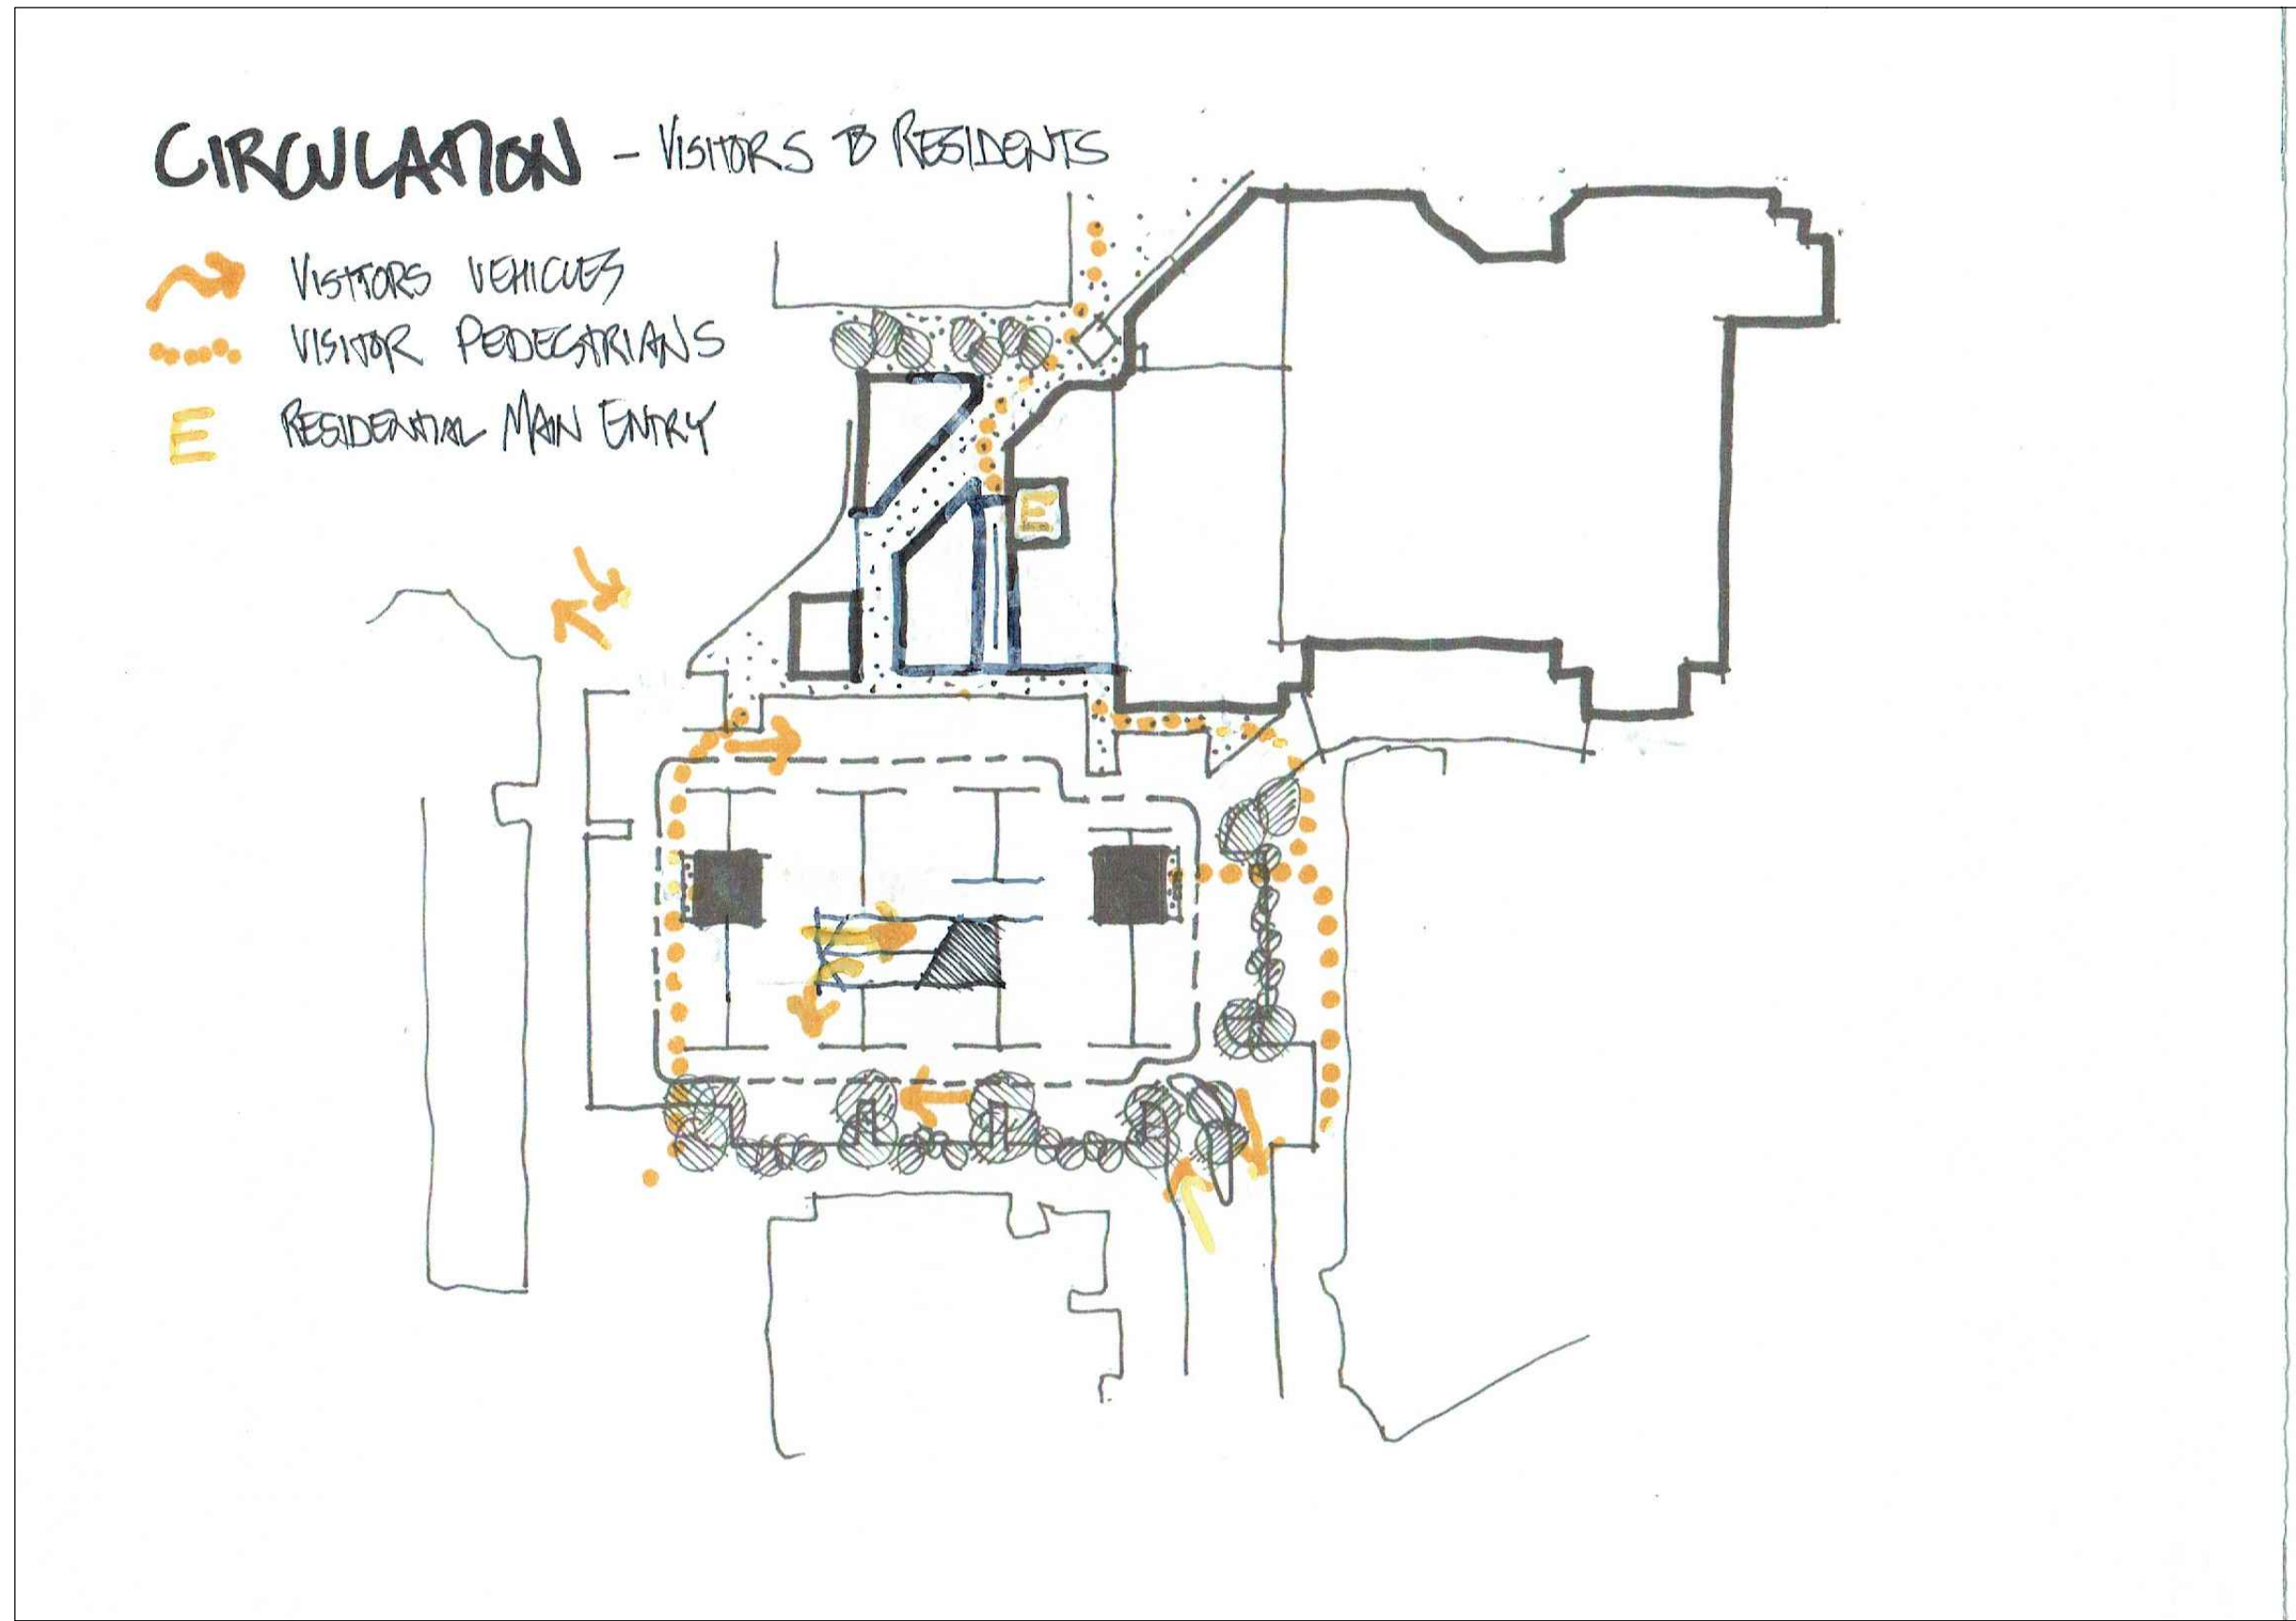 CIRCULATION - VISITORS TO RESIDENTS
VISITORS VEHICLES
VISITOR PEDESTRIANS
E RESIDENTIAL MAIN ENTRY
E